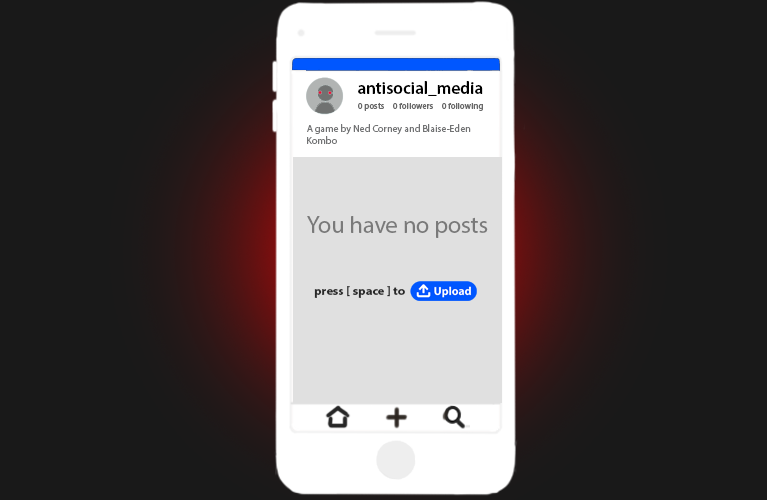 antisocial_media
0 posts 0 followers 0 following
A game by Ned Corney and Blaise-Eden
Kombo
You have no posts
press [ space ] to Upload